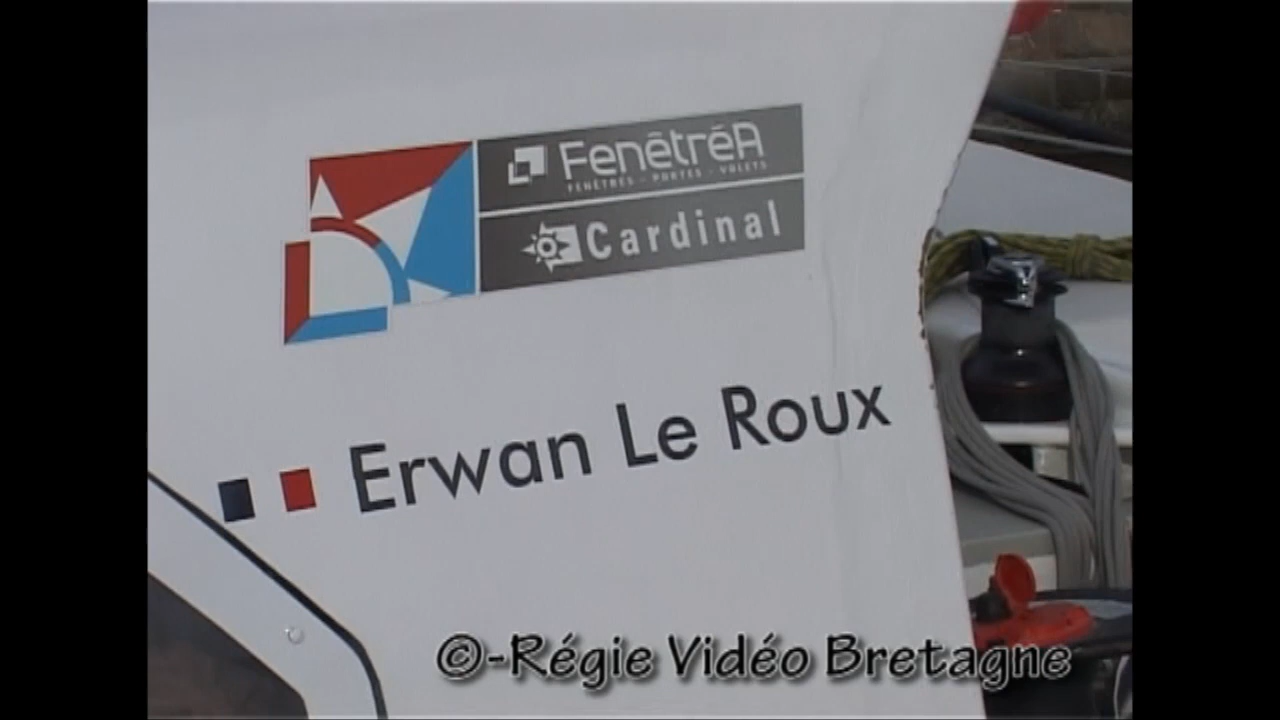 FenêtréA
FENÊTRES - PORTES - VOLETS
Cardinal
Erwan Le Roux
©-Régie Vidéo Bretagne